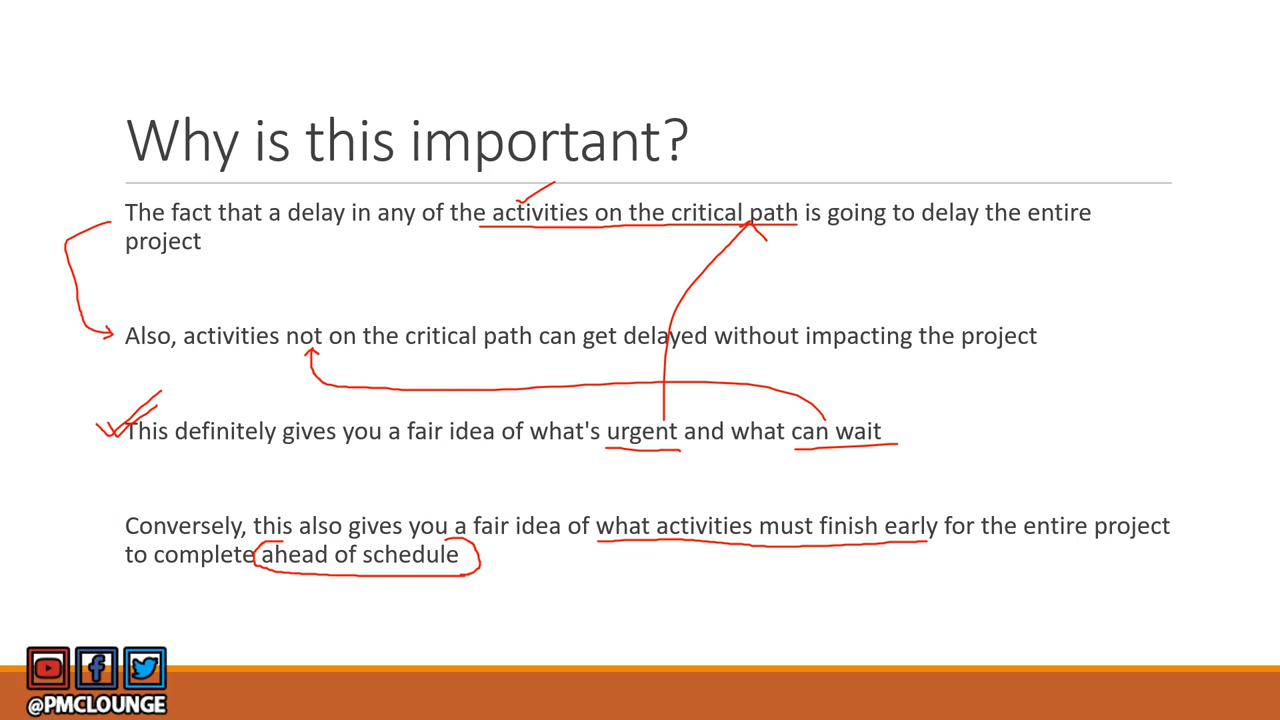 Why is this important?
The fact that a delay in any of the activities on the critical path is going to delay the entire
project
Also, activities not on the critical path can get delayed without impacting the project
This definitely gives you a fair idea of what's urgent and what can wait
Conversely, this also gives you a fair idea of what activities must finish early for the entire project
to complete ahead of schedule
@PMCLOUNGE